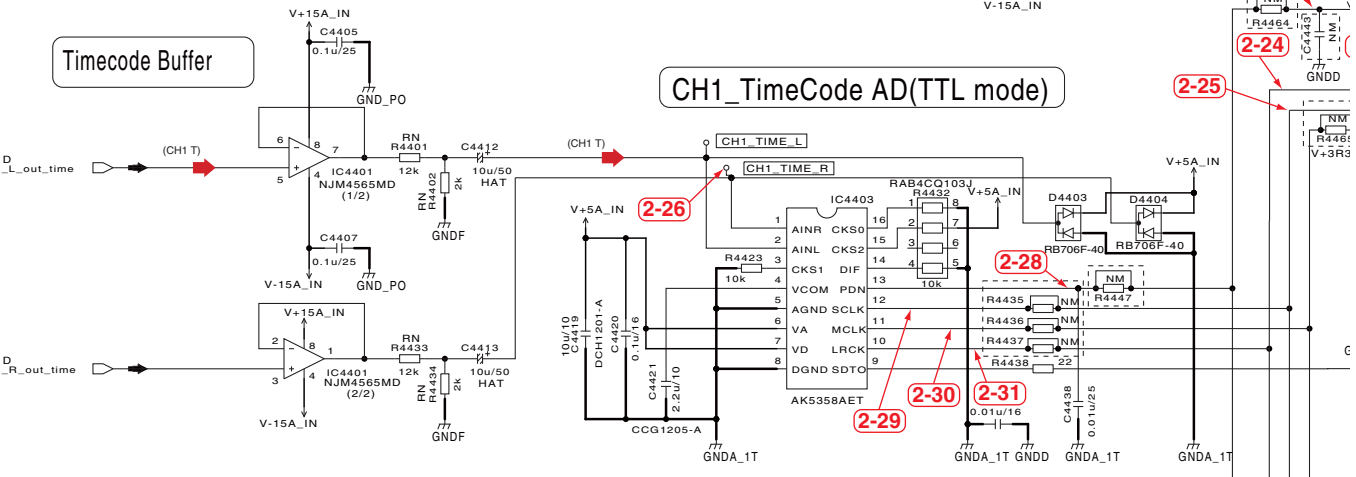 V+15A_IN
C4405
0.1u/25
GND_PO
Timecode Buffer
CH1_TimeCode AD(TTL mode)
V-15A_IN
NM
R4464
C4443
NM
GNDD
2-24
2-25
NM
R4465
V+3R3
D
_L_out_time
(CH1 T)
6
5
8
4
7
IC4401
NJM4565MD
(1/2)
RN
R4401
12k
RN
R4402
2k
GNDF
C4412
10u/50
HAT
(CH1 T)
CH1_TIME_L
CH1_TIME_R
2-26
C4407
0.1u/25
V-15A_IN
GND_PO
D
_R_out_time
V+15A_IN
2
3
8
4
1
IC4401
NJM4565MD
(2/2)
V-15A_IN
RN
R4433
12k
RN
R4434
2k
GNDF
C4413
10u/50
HAT
V+5A_IN
10u/10
C4419
DCH1201-A
C4420
0.1u/16
C4421
2.2u/10
CCG1205-A
R4423
10k
GNDA_1T
IC4403
1 AINR CKS0 16
2 AINL CKS2 15
3 CKS1 DIF 14
4 VCOM PDN 13
5 AGND SCLK 12
6 VA MCLK 11
7 VD LRCK 10
8 DGND SDTO 9
AK5358AET
RAB4CQ103J
R4432
V+5A_IN
1 8
2 7
3 6
4 5
10k
2-28
2-29
2-30
2-31
R4435 NM
R4436 NM
R4437 NM
R4438 22
NM
R4447
0.01u/16
GNDA_1T
GNDD
C4438
0.01u/25
GNDA_1T
D4403
RB706F-40
D4404
RB706F-40
V+5A_IN
GNDA_1T